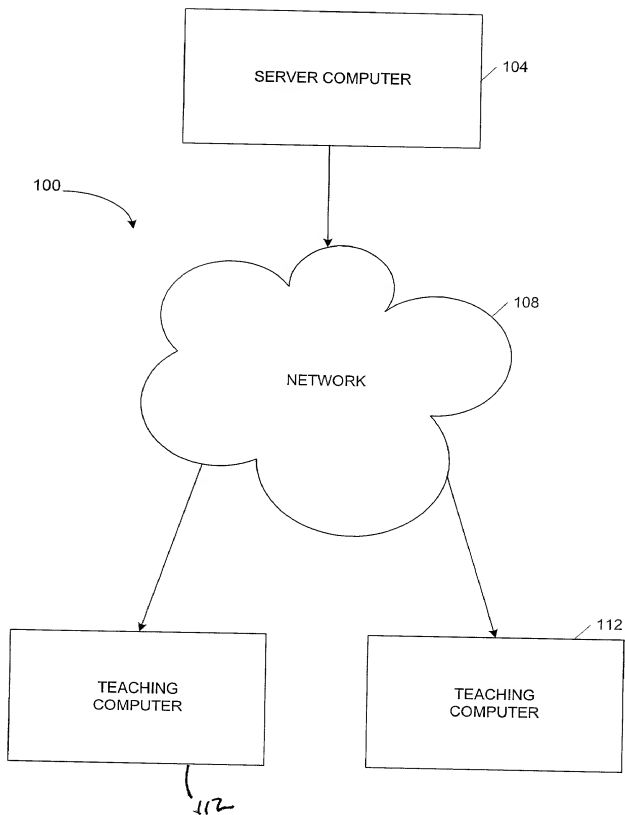 SERVER COMPUTER
104
100
108
NETWORK
112
TEACHING
COMPUTER
TEACHING
COMPUTER
112